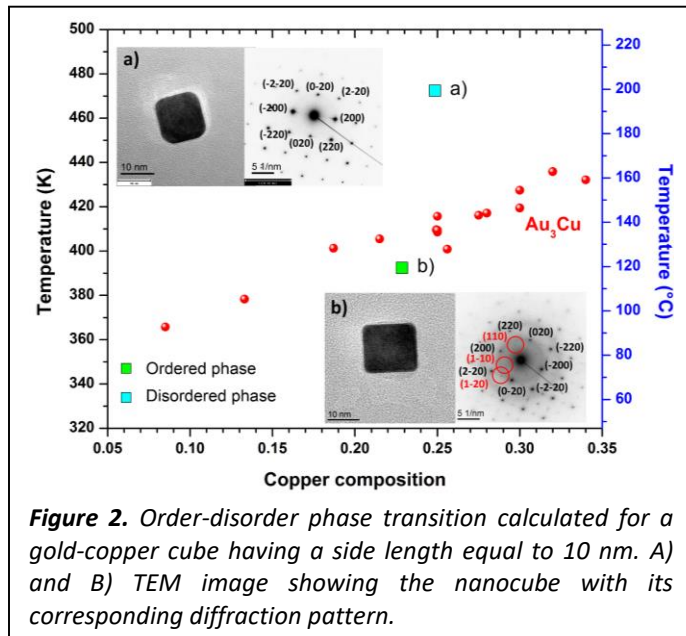 a)
(-2-20)
(0-20)
(2-20)
(-200)
(200)
(-220)
(020)
(220)
10 nm
5 1/nm
a)
Au3Cu
b)
b)
(220)
(020)
(110)
(-220)
(200)
(1-10)
(-200)
(2-20)
(1-20)
(0-20)
(-2-20)
10 nm
5 1/nm
Ordered phase
Disordered phase
500
480
460
440
420
400
380
360
340
320
Temperature (K)
220
200
180
160
140
120
100
80
60
Temperature (°C)
0.05
0.10
0.15
0.20
0.25
0.30
0.35
Copper composition
Figure 2. Order-disorder phase transition calculated for a
gold-copper cube having a side length equal to 10 nm. A)
and B) TEM image showing the nanocube with its
corresponding diffraction pattern.